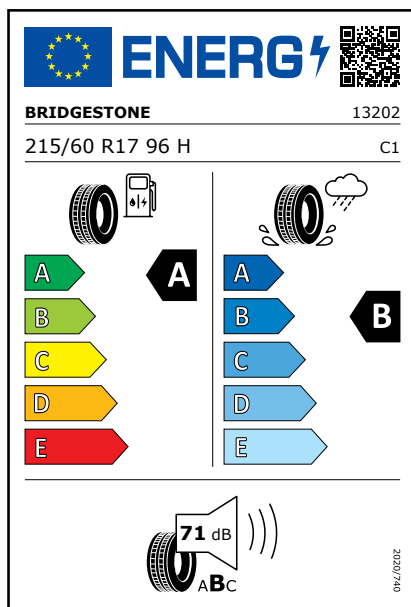 ENERG
BRIDGESTONE 13202
215/60 R17 96 H C1
A A A
B B B
C C
D D
E E
71 dB
ABC
2020/740